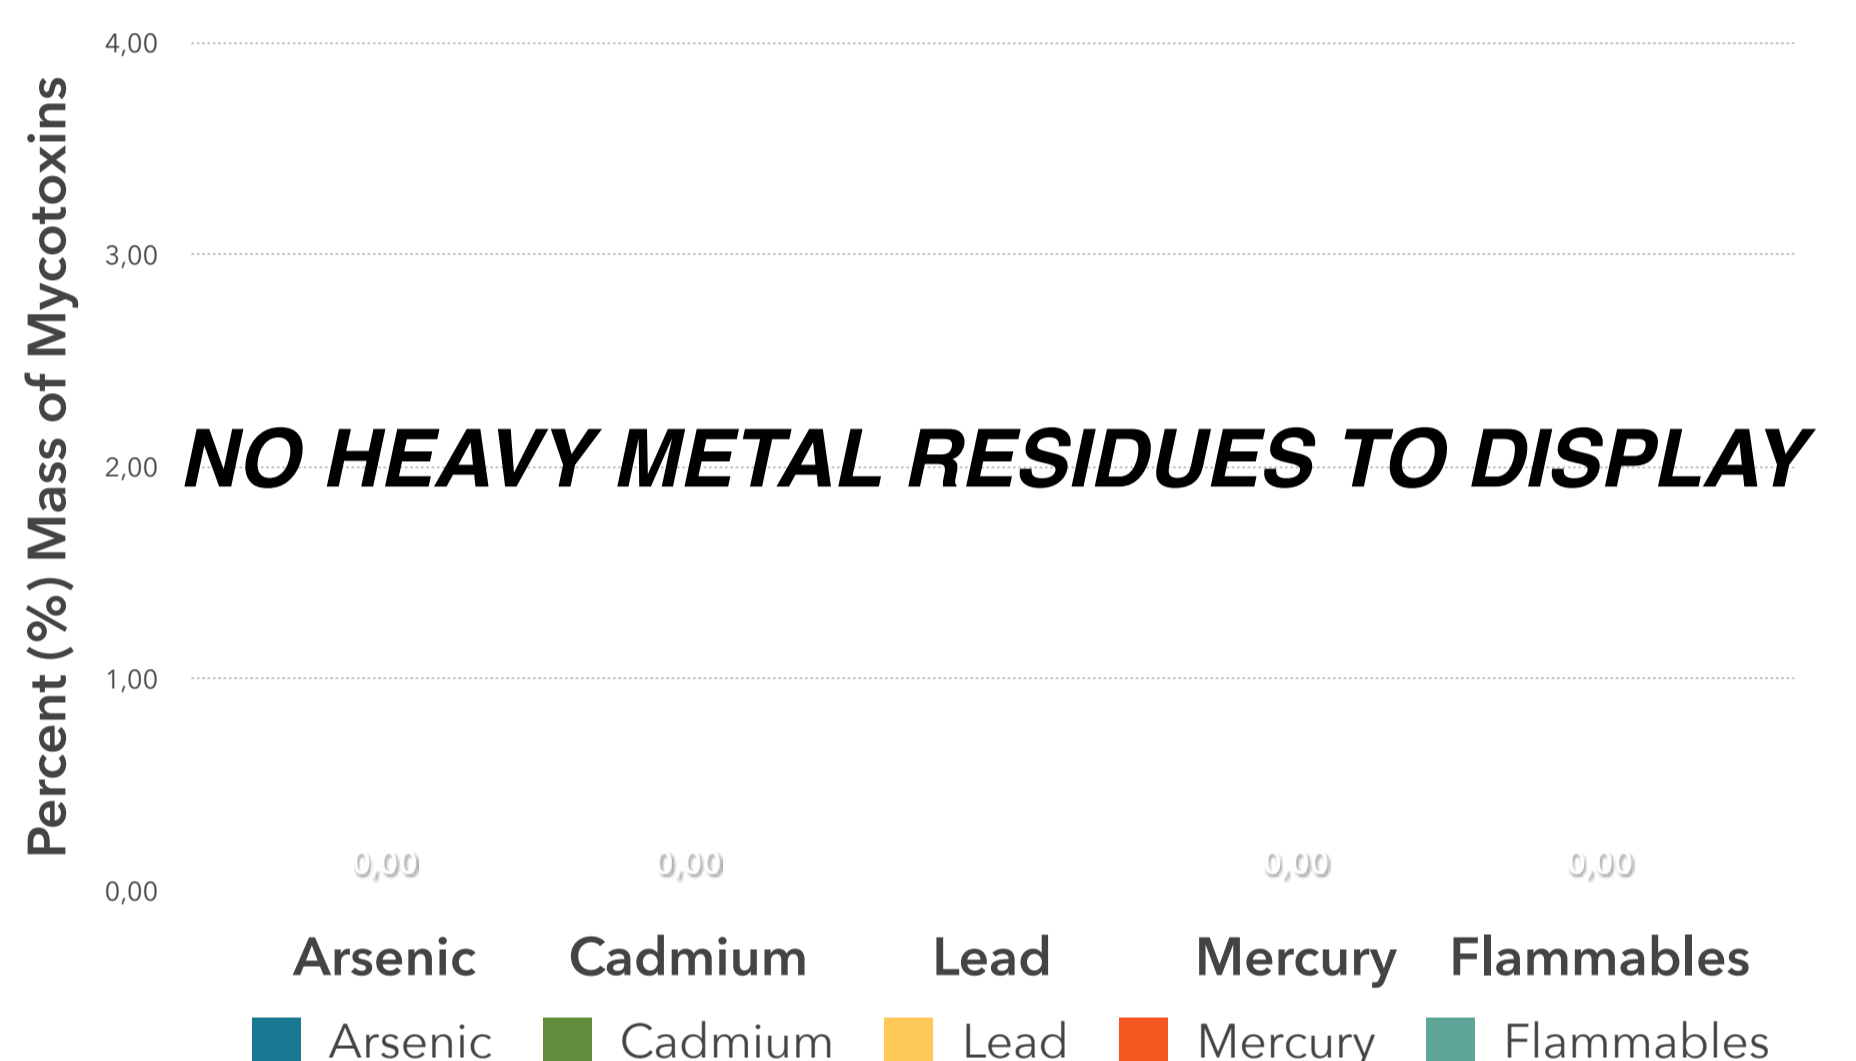 Percent (%) Mass of Mycotoxins
4,00
3,00
2,00
NO HEAVY METAL RESIDUES TO DISPLAY
1,00
0,00 0,00 0,00 0,00
0,00
Arsenic Cadmium Lead Mercury Flammables
Arsenic Cadmium Lead Mercury Flammables